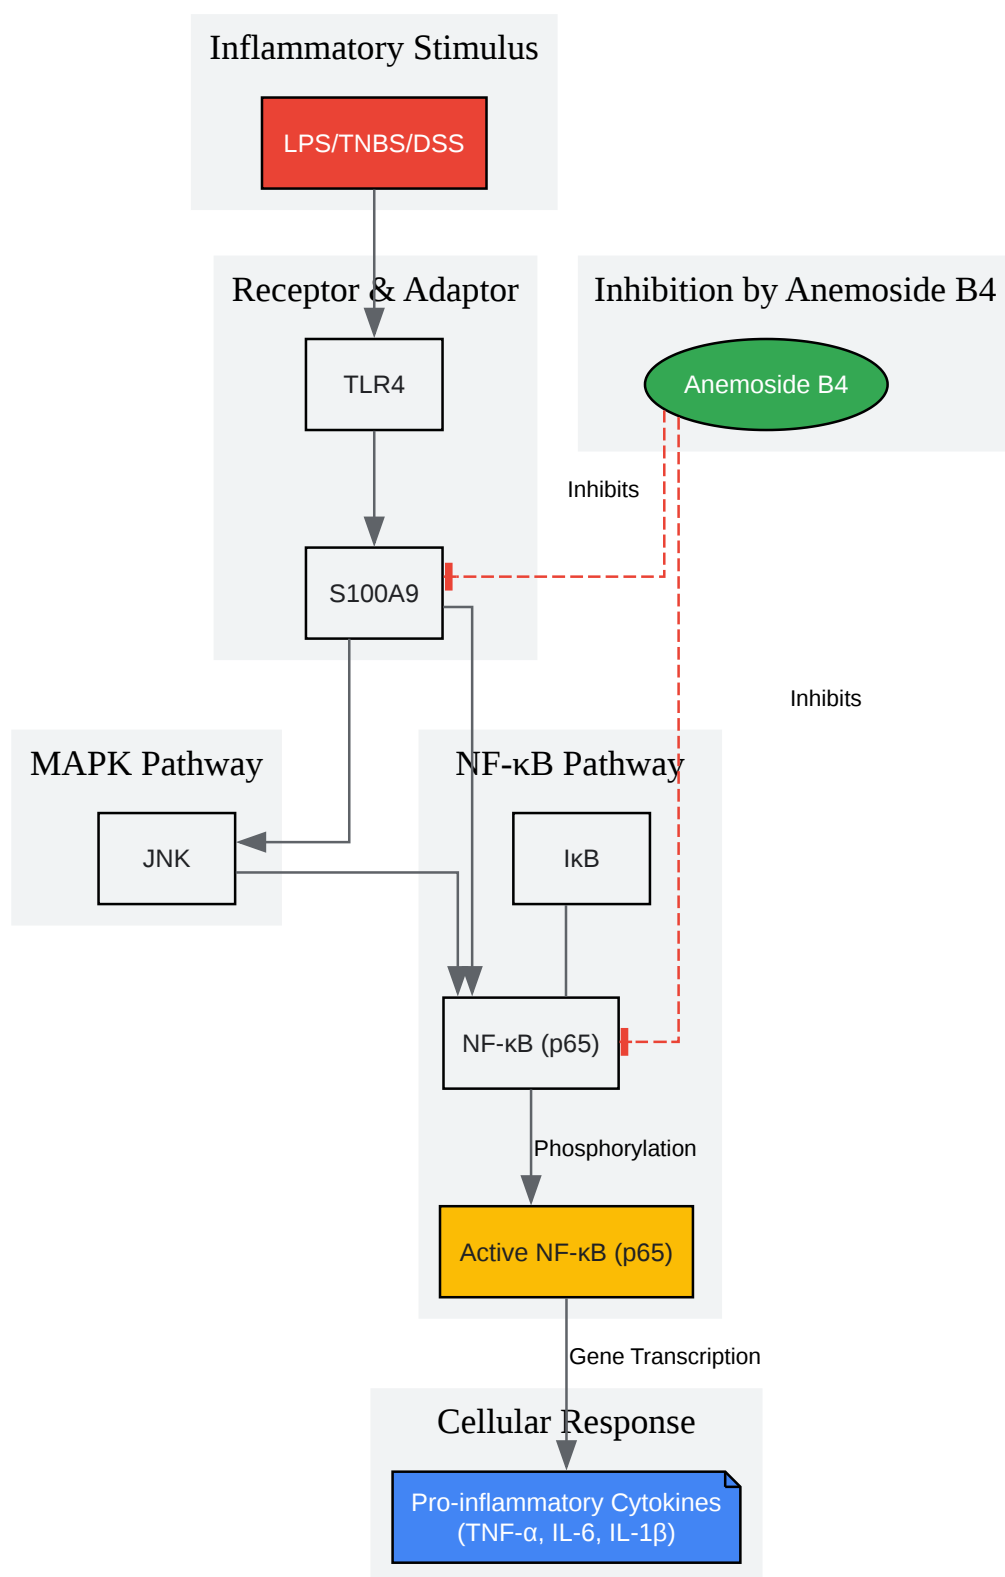 Inflammatory Stimulus
LPS/TNBS/DSS
Receptor & Adaptor
Inhibition by Anemoside B4
TLR4
Anemoside B4
Inhibits
S100A9
Inhibits
MAPK Pathway
NF-κB Pathway
JNK
IκB
NF-κB (p65)
Phosphorylation
Active NF-κB (p65)
Gene Transcription
Cellular Response
Pro-inflammatory Cytokines
(TNF-α, IL-6, IL-1β)